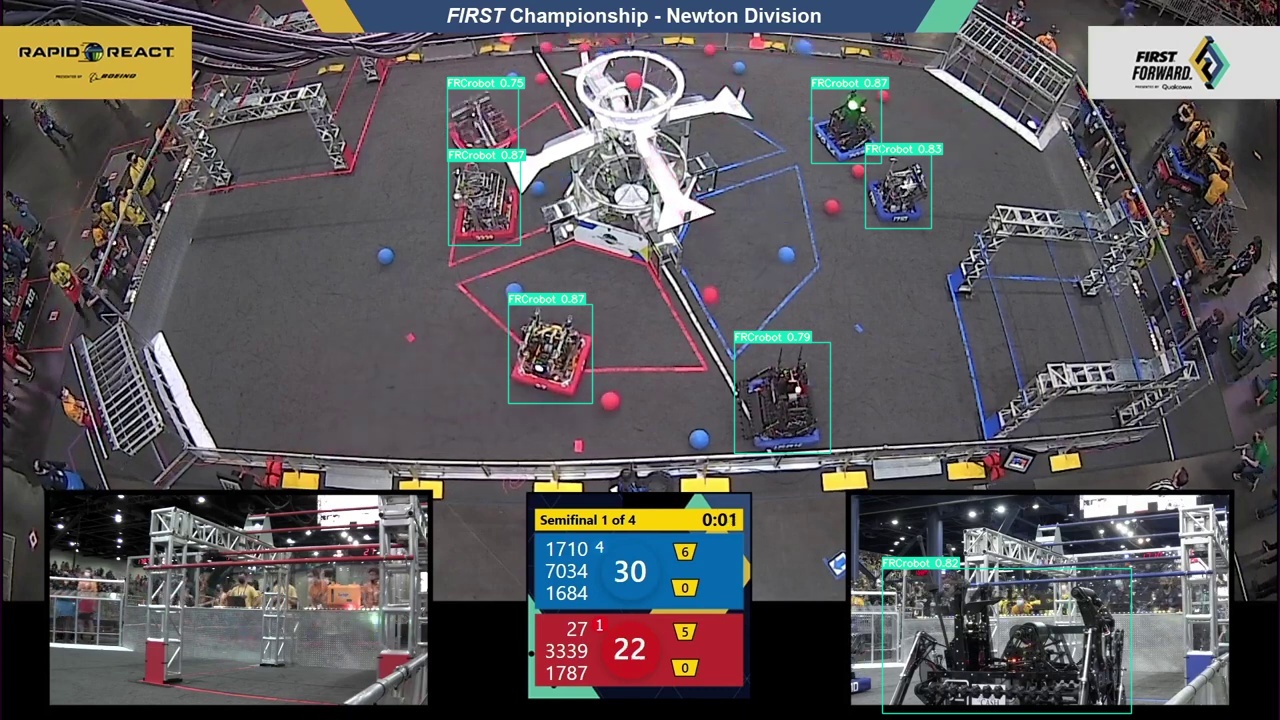 FIRST Championship - Newton Division
RAPID REACT
PRESENTED BY BOEING
FIRST
FORWARD
PRESENTED BY Qualcomm
FRCrobot 0.75
FRCrobot 0.87
FRCrobot 0.87
FRCrobot 0.83
FRCrobot 0.87
FRCrobot 0.79
Semifinal 1 of 4 0:01
1710 4
7034
1684
30
6
0
27 1
3339
1787
22
5
0
FRCrobot 0.82